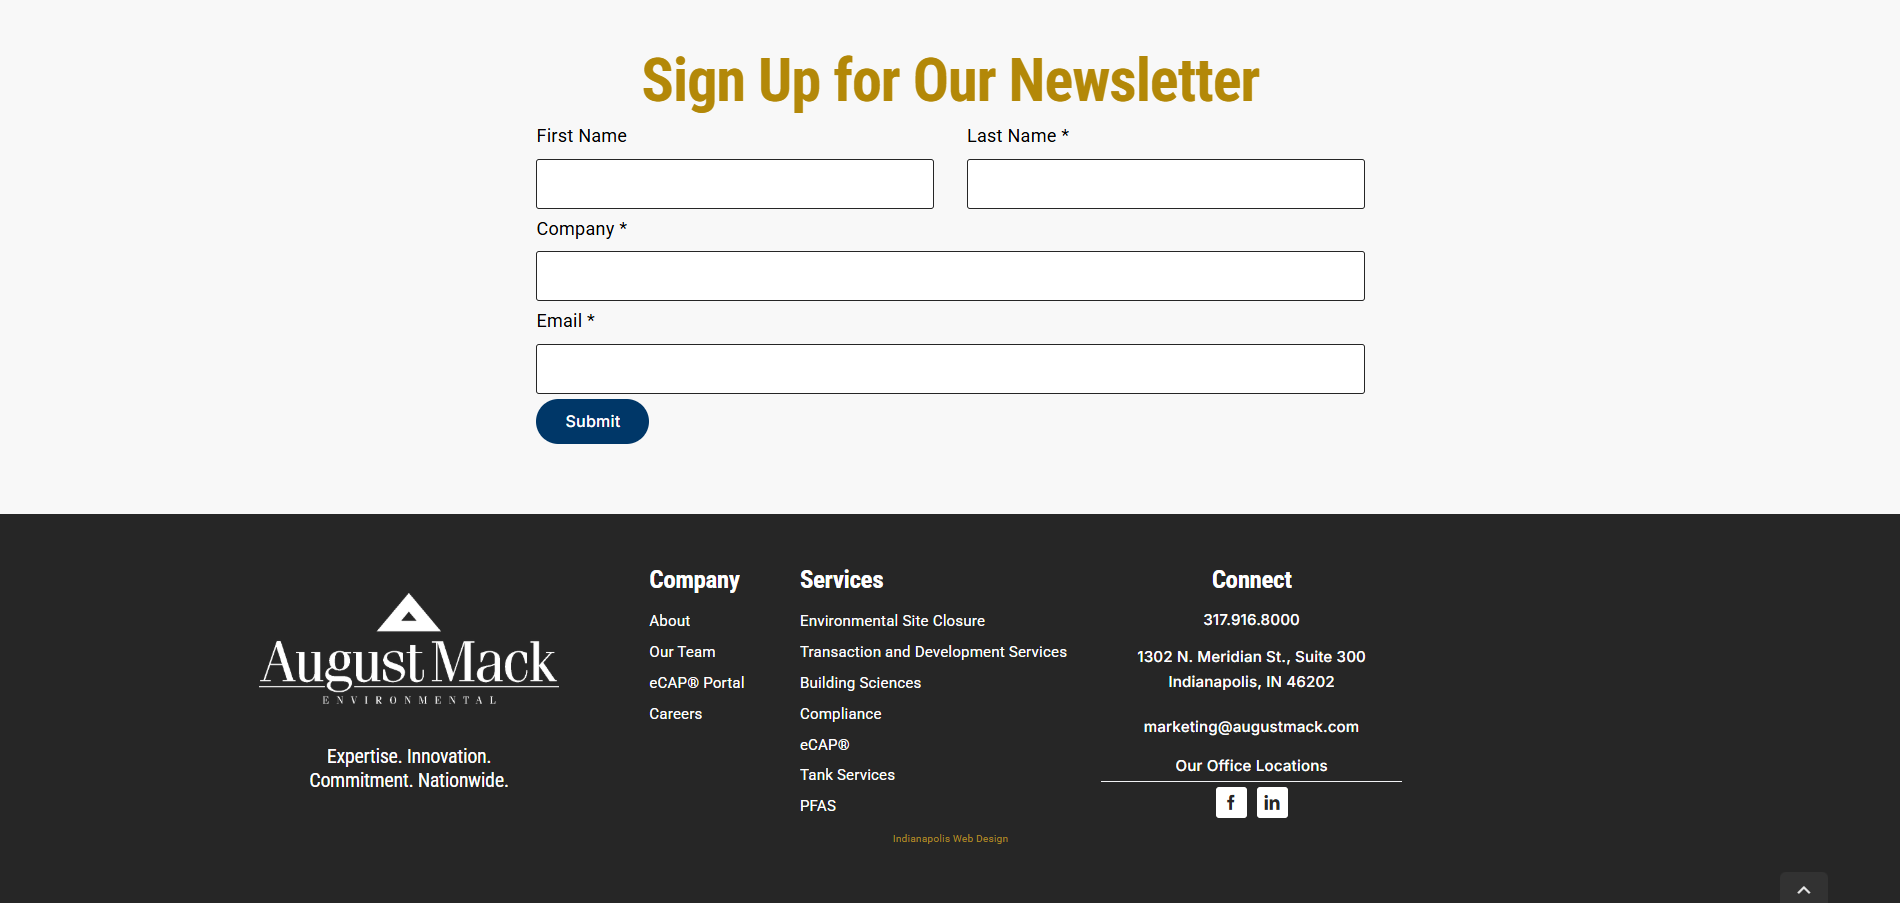 Sign Up for Our Newsletter
First Name
Last Name *
Company *
Email *
Submit
August Mack
ENVIRONMENTAL
Expertise. Innovation.
Commitment. Nationwide.
Company
About
Our Team
eCAP® Portal
Careers
Services
Environmental Site Closure
Transaction and Development Services
Building Sciences
Compliance
eCAP®
Tank Services
PFAS
Connect
317.916.8000
1302 N. Meridian St., Suite 300
Indianapolis, IN 46202
marketing@augustmack.com
Our Office Locations
f
in
Indianapolis Web Design